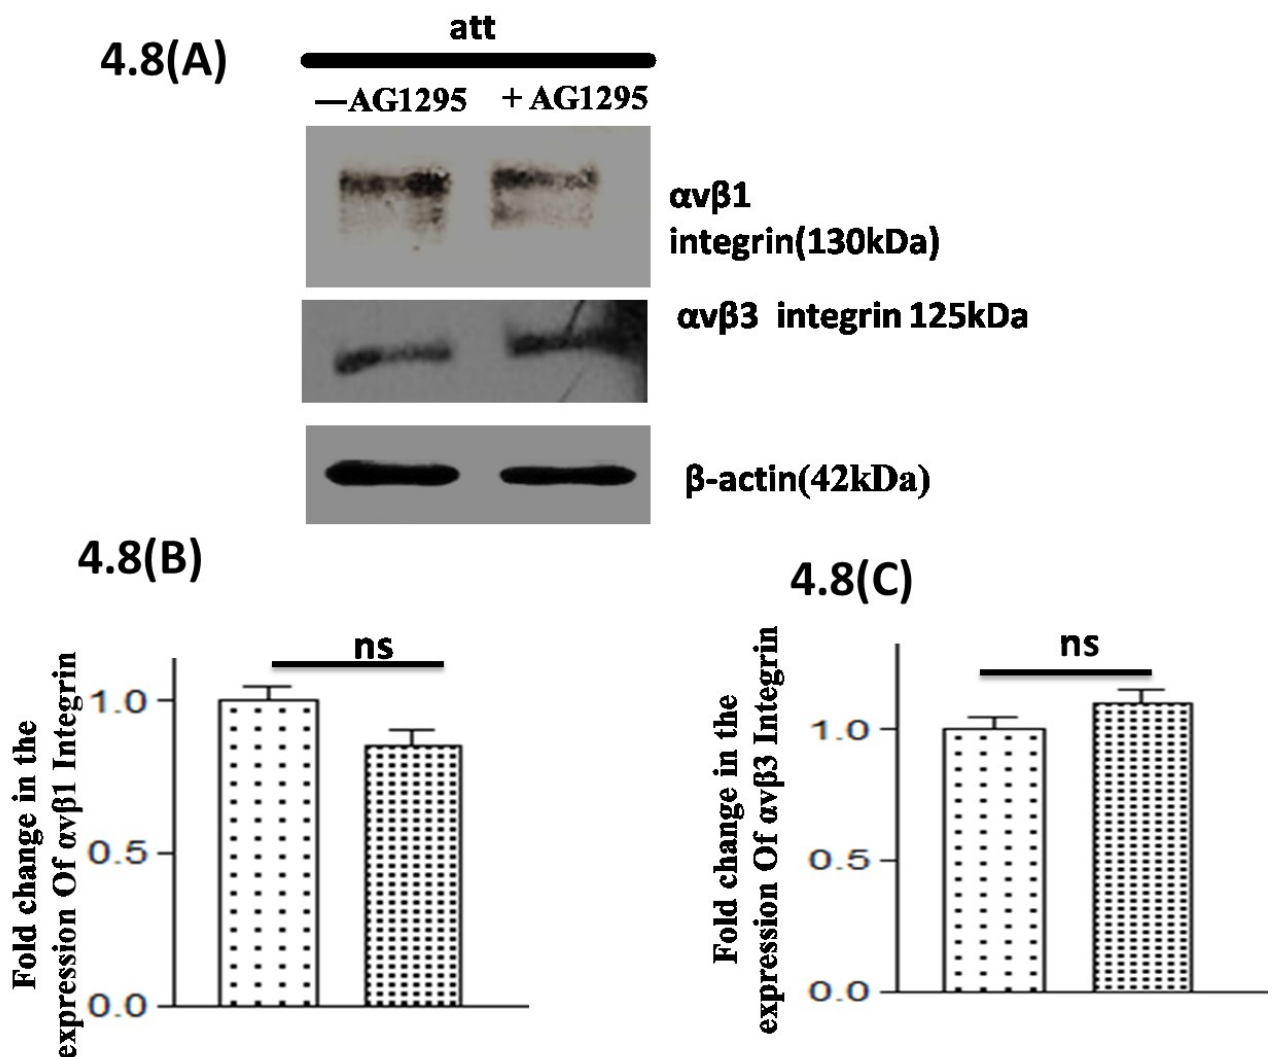 att
4.8(A)
—AG1295 + AG1295
αvβ1
integrin(130kDa)
αvβ3 integrin 125kDa
β-actin(42kDa)
4.8(B)
ns
Fold change in the
expression Of αvβ1 Integrin
1.0
0.5
0.0
4.8(C)
ns
Fold change in the
expression Of αvβ3 Integrin
1.0
0.5
0.0